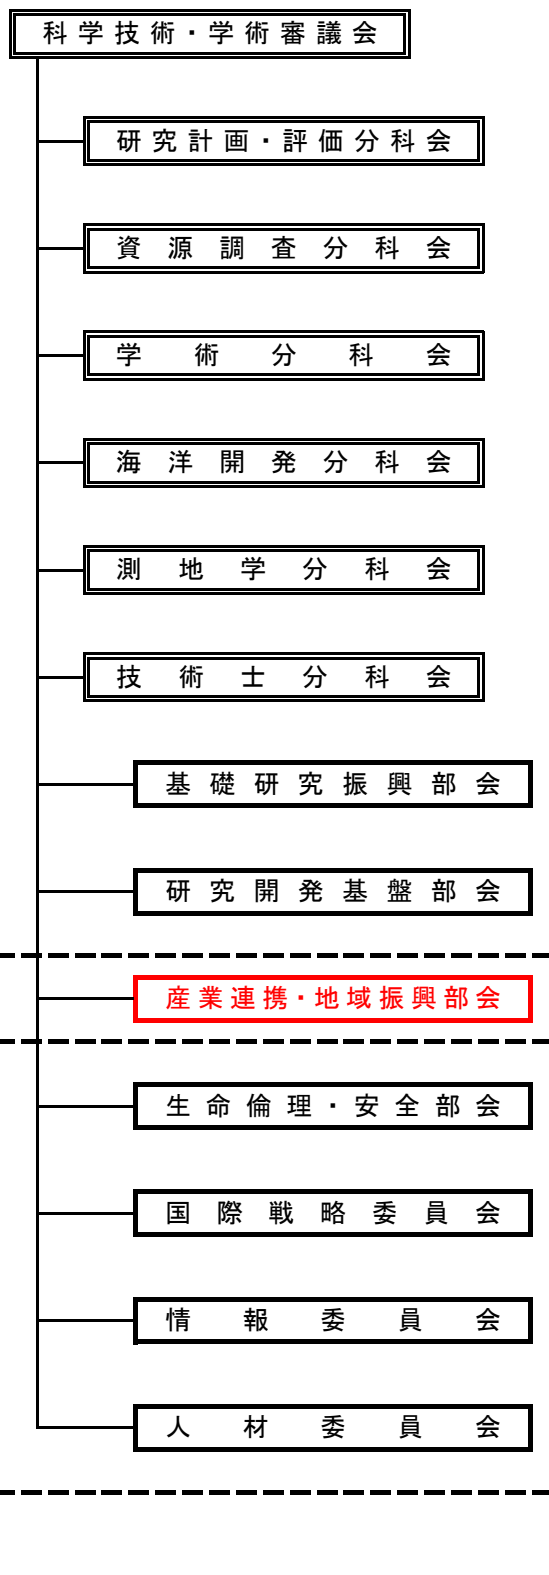 科学技術・学術審議会
研究計画・評価分科会
資源調査分科会
学術分科会
海洋開発分科会
測地学分科会
技術士分科会
基礎研究振興部会
研究開発基盤部会
産業連携・地域振興部会
生命倫理・安全部会
国際戦略委員会
情報委員会
人材委員会